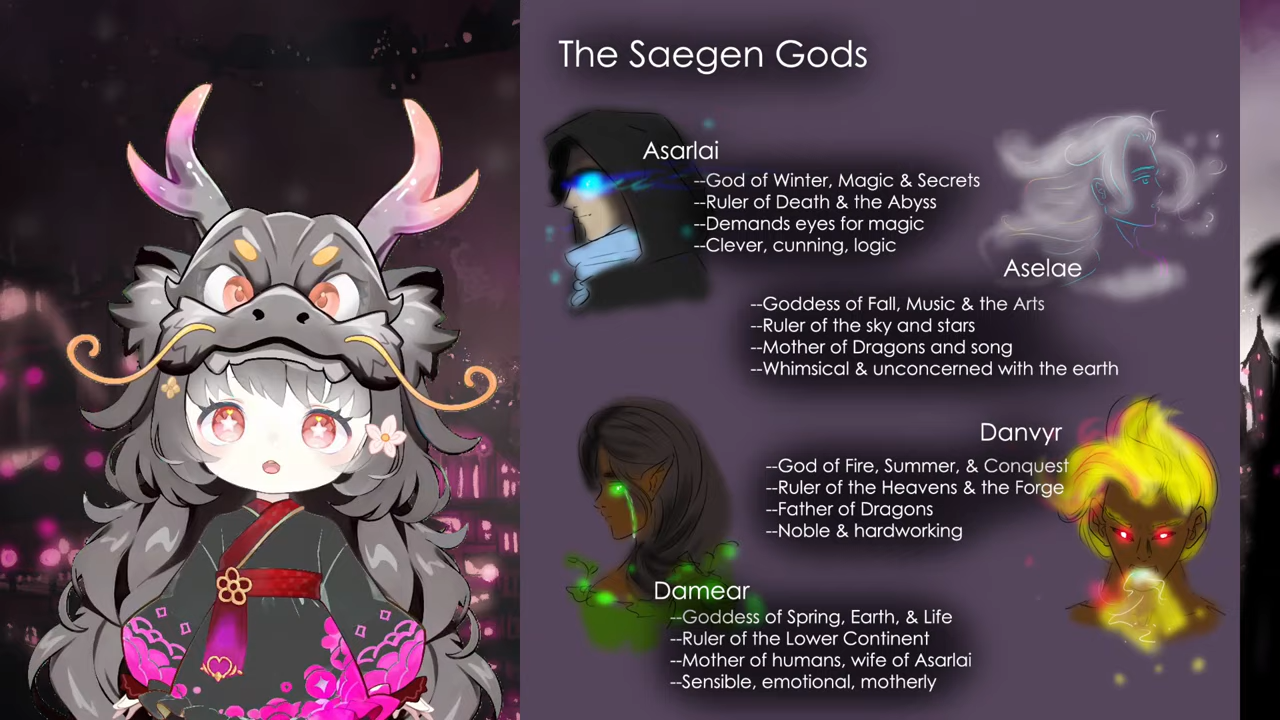 The Saegen Gods
Asarlai
--God of Winter, Magic & Secrets
--Ruler of Death & the Abyss
--Demands eyes for magic
--Clever, cunning, logic
Aselae
--Goddess of Fall, Music & the Arts
--Ruler of the sky and stars
--Mother of Dragons and song
--Whimsical & unconcerned with the earth
Danvyr
--God of Fire, Summer, & Conquest
--Ruler of the Heavens & the Forge
--Father of Dragons
--Noble & hardworking
Damear
--Goddess of Spring, Earth, & Life
--Ruler of the Lower Continent
--Mother of humans, wife of Asarlai
--Sensible, emotional, motherly